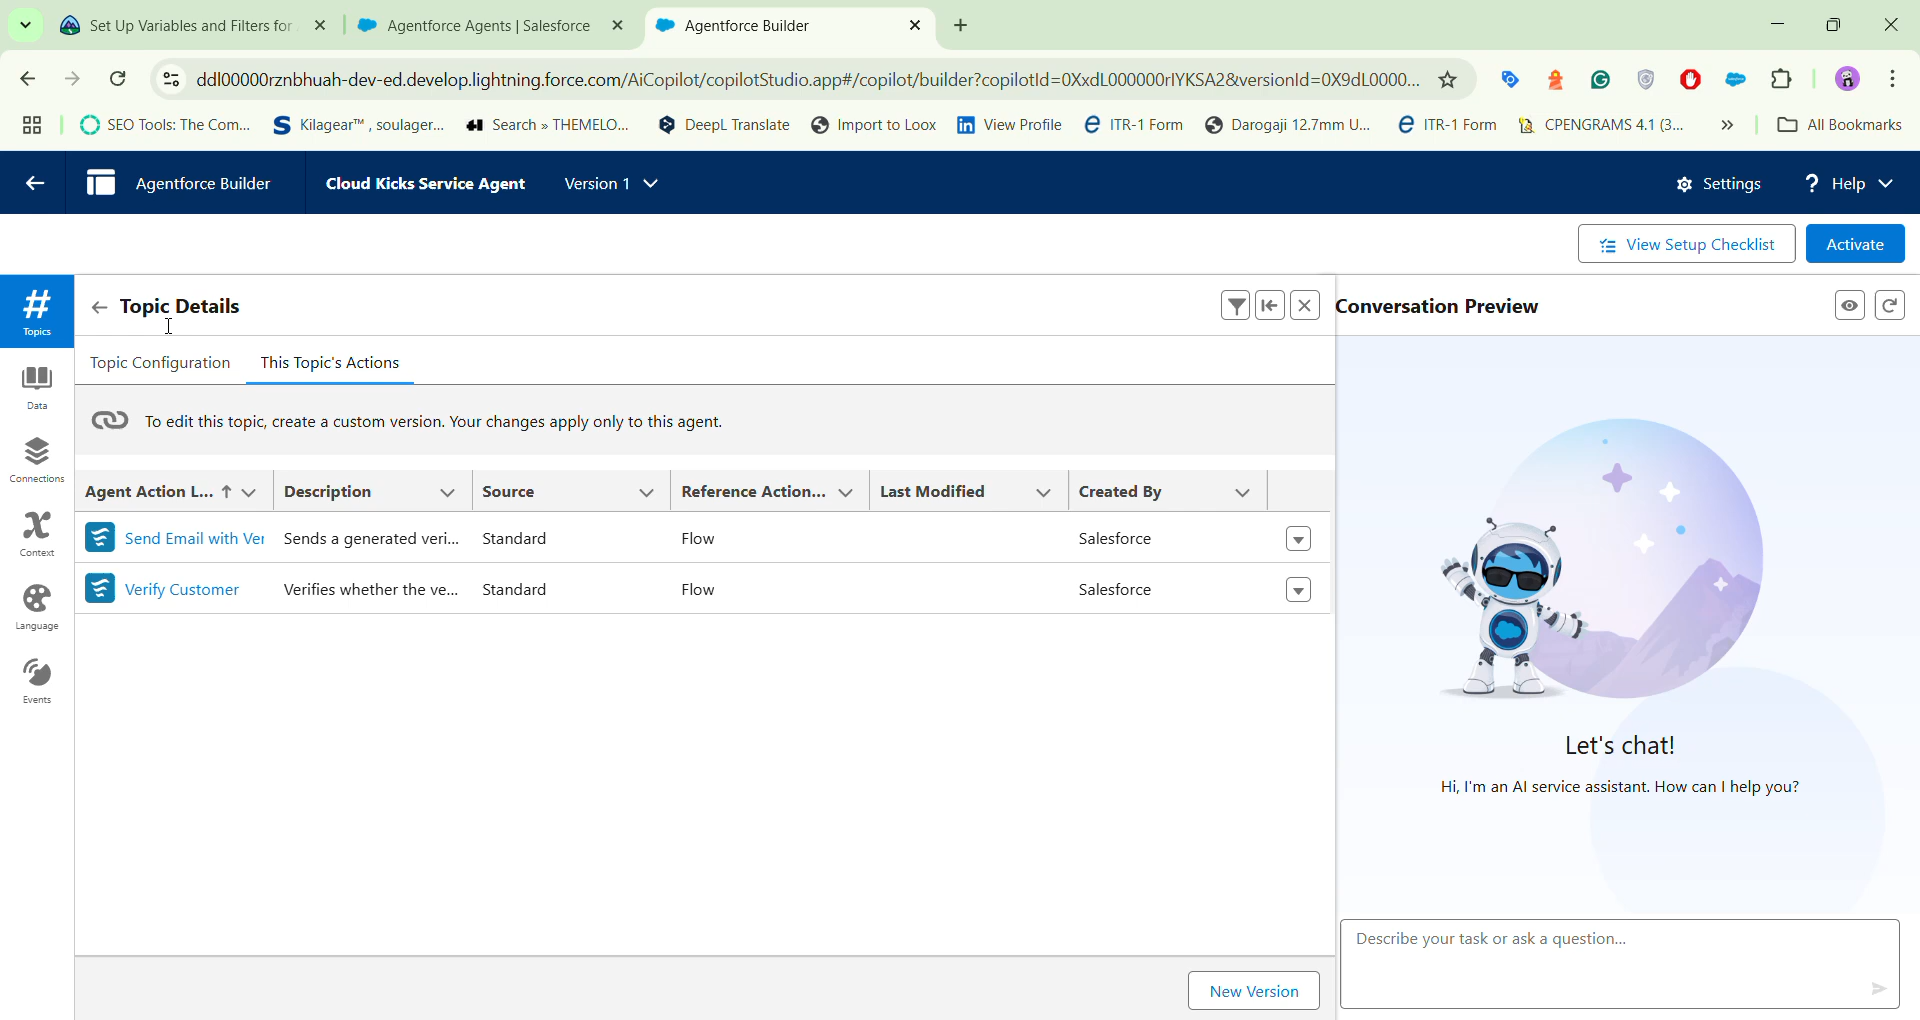 Set Up Variables and Filters for
Agentforce Agents | Salesforce
Agentforce Builder
ddl00000rznbhuah-dev-ed.develop.lightning.force.com/AiCopilot/copilotStudio.app#/copilot/builder?copilotId=0XxdL000000rIYKSA2&versionId=0X9dL0000...
SEO Tools: The Com...
Kilagear™ , soulager...
Search » THEMELO...
DeepL Translate
Import to Loox
View Profile
ITR-1 Form
Darogaji 12.7mm U...
ITR-1 Form
CPENGRAMS 4.1 (3...
All Bookmarks
Agentforce Builder
Cloud Kicks Service Agent
Version 1
Settings
Help
View Setup Checklist
Activate
Topics
Data
Connections
Context
Language
Events
Topic Details
Topic Configuration
This Topic's Actions
To edit this topic, create a custom version. Your changes apply only to this agent.
Agent Action L... Description Source Reference Action... Last Modified Created By
Send Email with Ver Sends a generated veri... Standard Flow Salesforce
Verify Customer Verifies whether the ve... Standard Flow Salesforce
New Version
Conversation Preview
Let's chat!
Hi, I'm an AI service assistant. How can I help you?
Describe your task or ask a question...